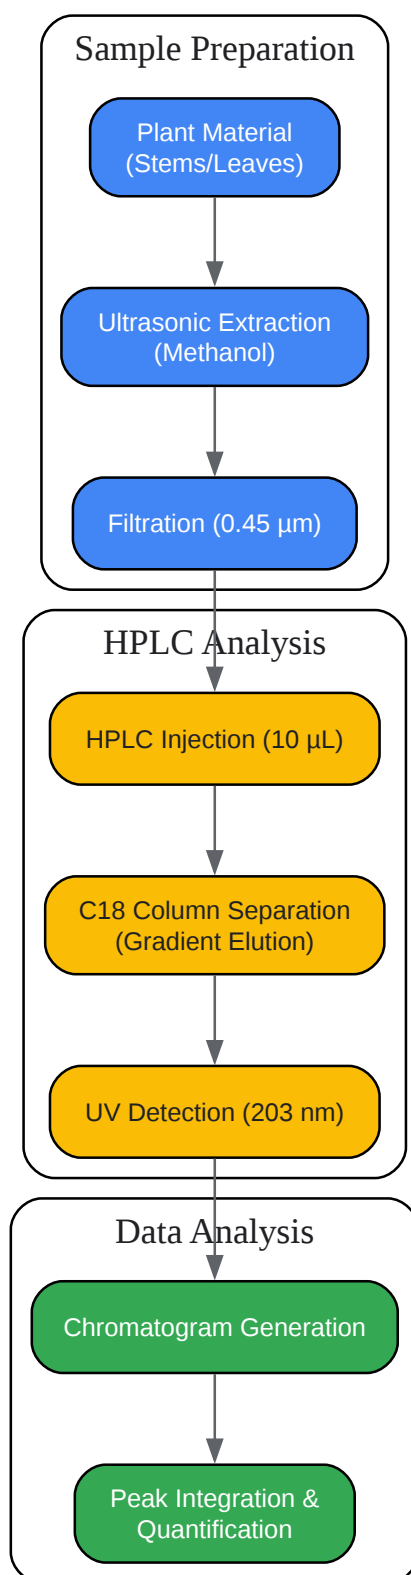 Sample Preparation
Plant Material
(Stems/Leaves)
Ultrasonic Extraction
(Methanol)
Filtration (0.45 µm)
HPLC Analysis
HPLC Injection (10 µL)
C18 Column Separation
(Gradient Elution)
UV Detection (203 nm)
Data Analysis
Chromatogram Generation
Peak Integration &
Quantification